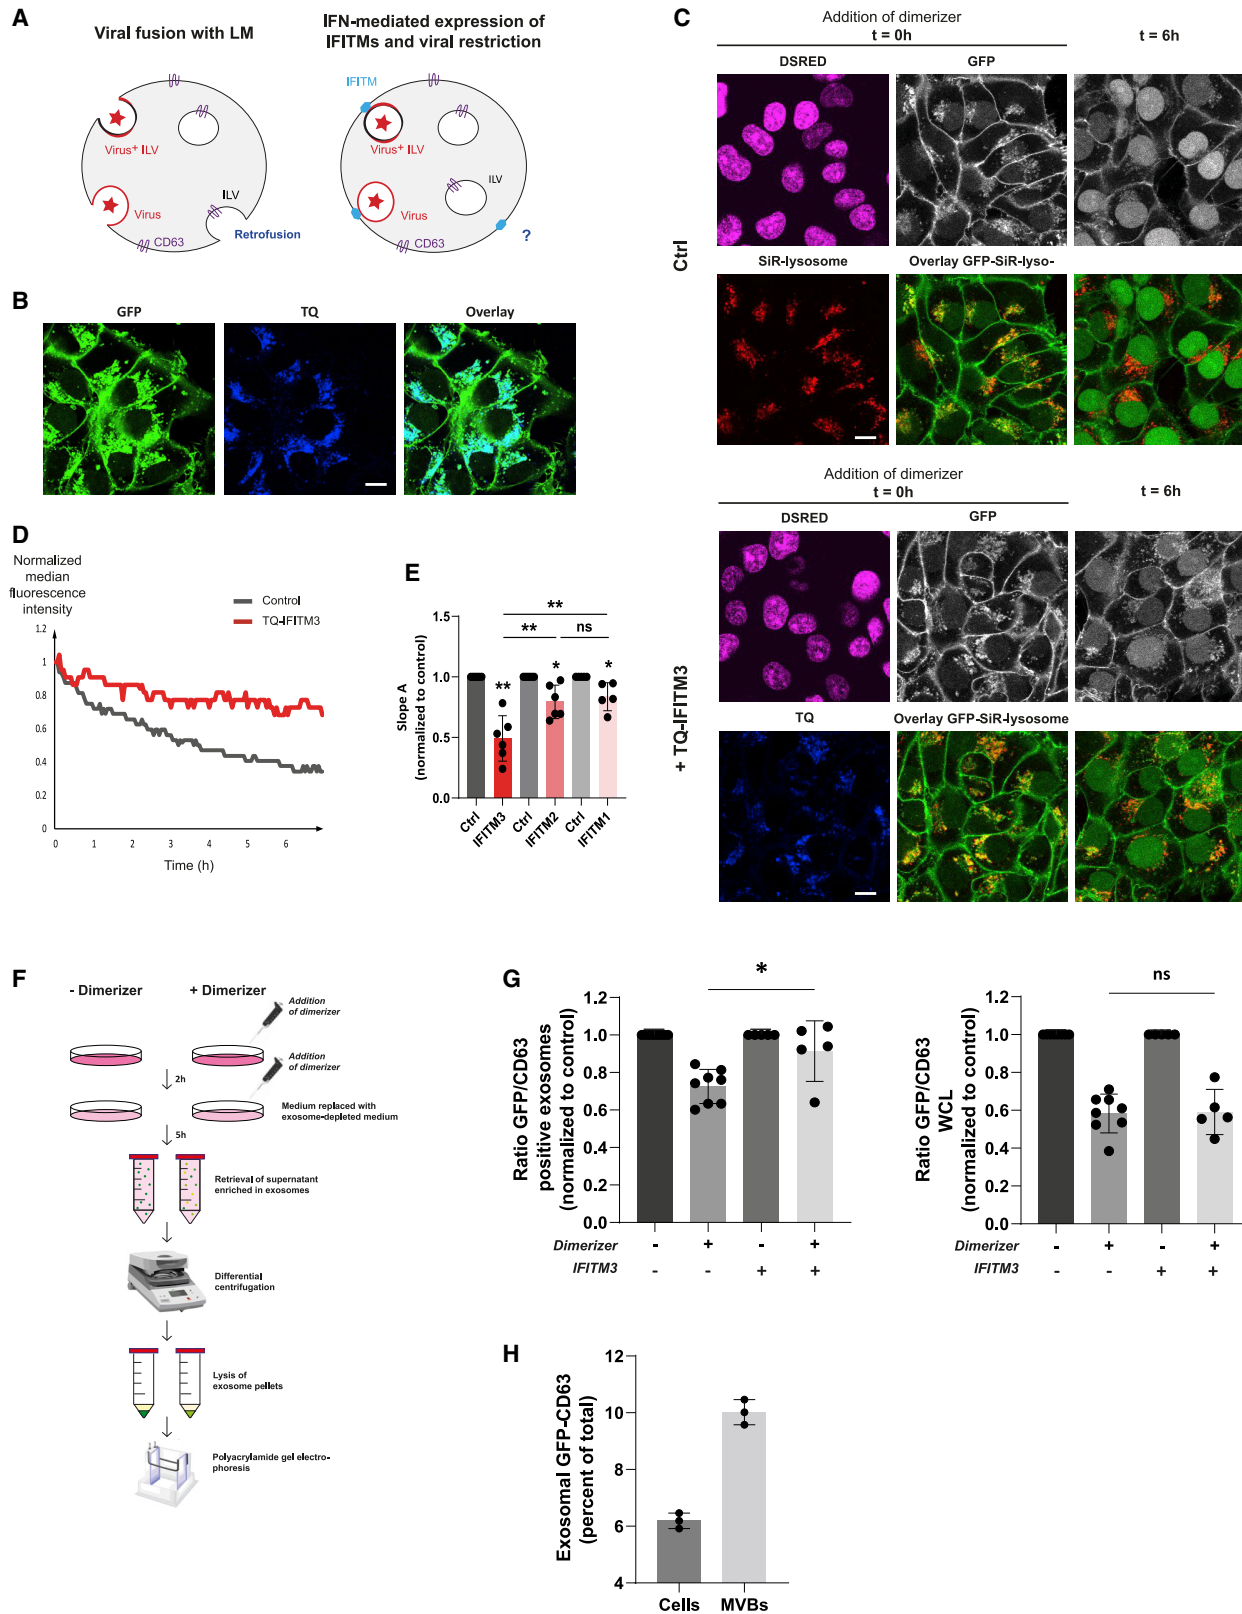 A
Viral fusion with LM
IFN-mediated expression of
IFITMs and viral restriction
IFITM
Virus+ ILV
Virus
ILV
Retrofusion
CD63
Virus+ ILV
ILV
Virus
CD63
?
B
GFP
TQ
Overlay
C
Addition of dimerizer
t = 0h
t = 6h
DSRED
GFP
Ctrl
SiR-lysosome
Overlay GFP-SiR-lyso-
Addition of dimerizer
t = 0h
t = 6h
DSRED
GFP
+ TQ-IFITM3
TQ
Overlay GFP-SiR-lysosome
D
Normalized
median
fluorescence
intensity
Control
TQ-IFITM3
1.2
1
0.8
0.6
0.4
0.2
0
0
1
2
3
4
5
6
Time (h)
E
Slope A
(normalized to control)
1.5
1.0
0.5
0.0
**
**
ns
**
*
*
Ctrl
IFITM3
Ctrl
IFITM2
Ctrl
IFITM1
F
- Dimerizer
+ Dimerizer
Addition
of dimerizer
Addition
of dimerizer
2h
Medium replaced with
exosome-depleted medium
5h
Retrieval of supernatant
enriched in exosomes
Differential
centrifugation
Lysis of
exosome pellets
Polyacrylamide gel electro-
phoresis
G
Ratio GFP/CD63
positive exosomes
(normalized to control)
1.2
1.0
0.8
0.6
0.4
0.2
0.0
*
Dimerizer - + - +
IFITM3 - - + +
Ratio GFP/CD63
WCL
(normalized to control)
1.2
1.0
0.8
0.6
0.4
0.2
0.0
ns
Dimerizer - + - +
IFITM3 - - + +
H
Exosomal GFP-CD63
(percent of total)
12
10
8
6
4
Cells
MVBs